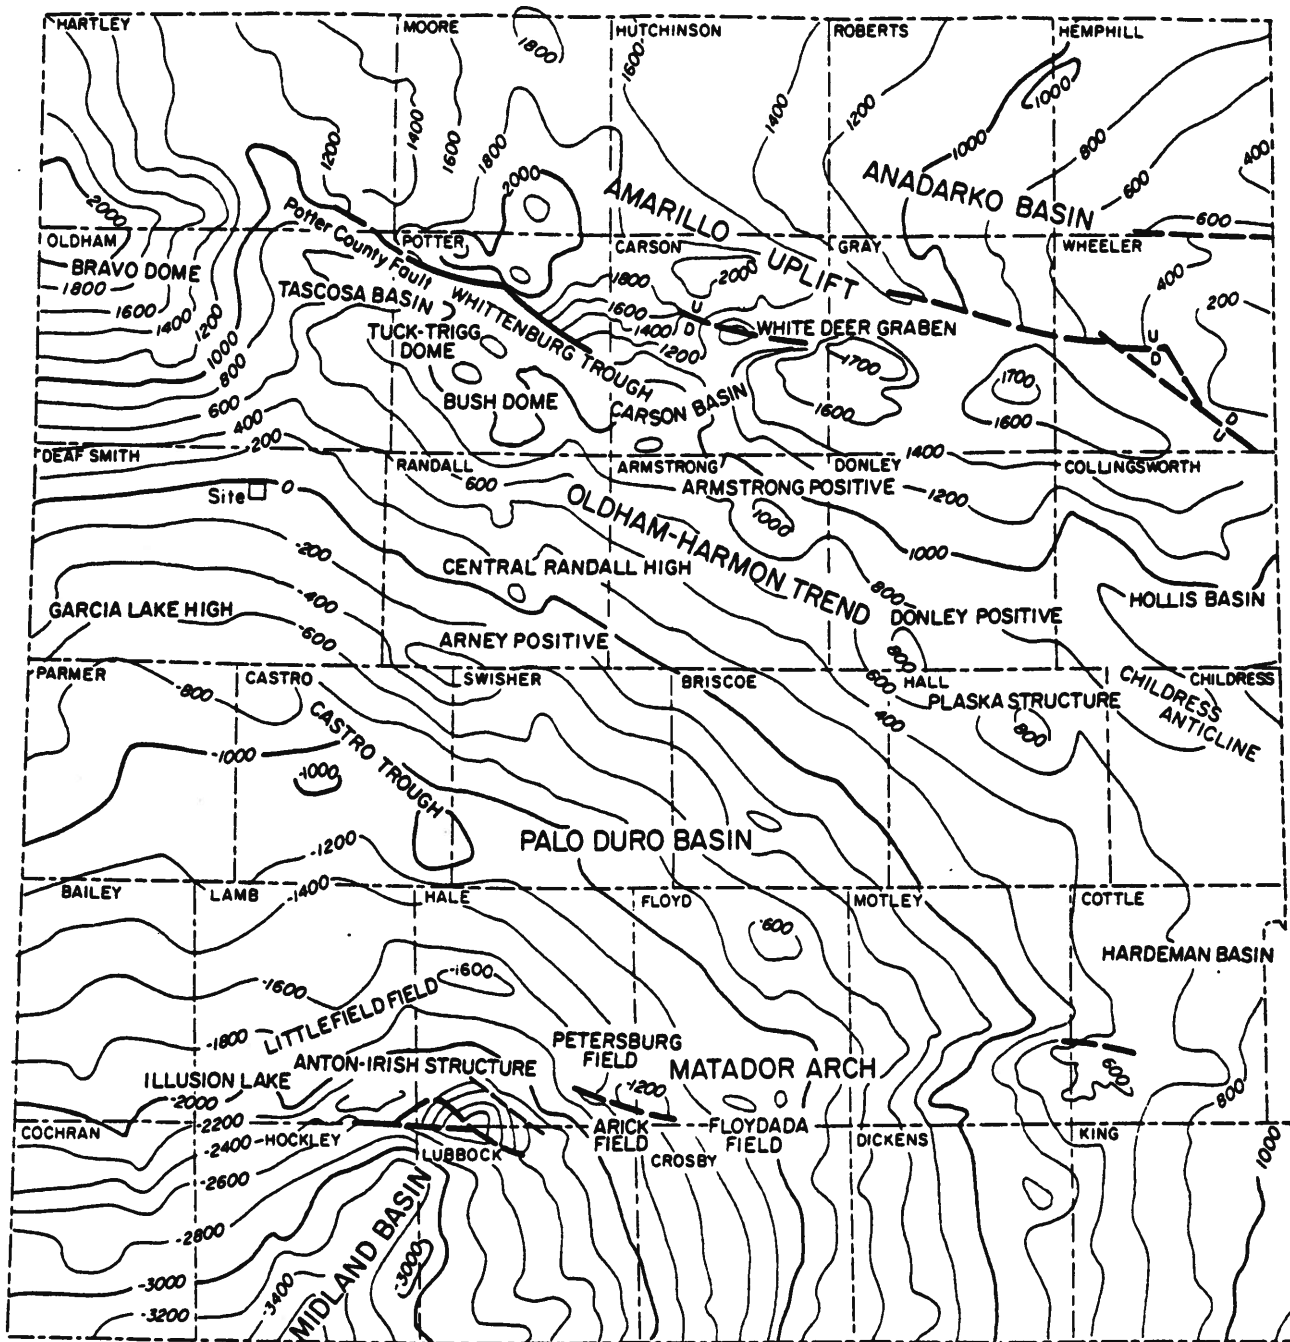 HARTLEY
MOORE
HUTCHINSON
ROBERTS
HEMPHILL
1800
1600
1400
1200
1000
800
400
1200
1400
1600
1800
2000
1000
800
600
2000
AMARILLO UPLIFT
ANADARKO BASIN
600
Potter County Fault
OLDHAM
POTTER
CARSON
GRAY
WHEELER
BRAVO DOME
1800
1600
1400
1200
1000
800
600
400
200
TASCOSA BASIN
WHITTENBURG TROUGH
TUCK-TRIGG
DOME
BUSH DOME
1800
1600
1400
1200
2000
U
D
WHITE DEER GRABEN
CARSON BASIN
1700
1600
1700
1600
1400
400
200
U
D
D
U
DEAF SMITH
RANDALL
ARMSTRONG
DONLEY
COLLINGSWORTH
Site
0
600
ARMSTRONG POSITIVE
1200
1000
1000
OLDHAM-HARMON TREND
-200
CENTRAL RANDALL HIGH
800
-400
GARCIA LAKE HIGH
-600
ARNEY POSITIVE
DONLEY POSITIVE
HOLLIS BASIN
800
PARMER
CASTRO
SWISHER
BRISCOE
HALL
CHILDRESS
-800
600
400
PLASKA STRUCTURE
800
CHILDRESS
ANTICLINE
CASTRO TROUGH
-1000
-1000
-1200
PALO DURO BASIN
BAILEY
LAMB
-1400
HALE
FLOYD
MOTLEY
COTTLE
-600
HARDEMAN BASIN
-1600
-1600
LITTLEFIELD FIELD
-1800
PETERSBURG
FIELD
ANTON-IRISH STRUCTURE
MATADOR ARCH
600
800
ILLUSION LAKE
-2000
-1200
-2200
COCHRAN
HOCKLEY
LUBBOCK
ARICK
FIELD
CROSBY
FLOYDADA
FIELD
DICKENS
KING
-2400
-2600
-2800
-3000
-3200
-3400
MIDLAND BASIN
-3000
1000